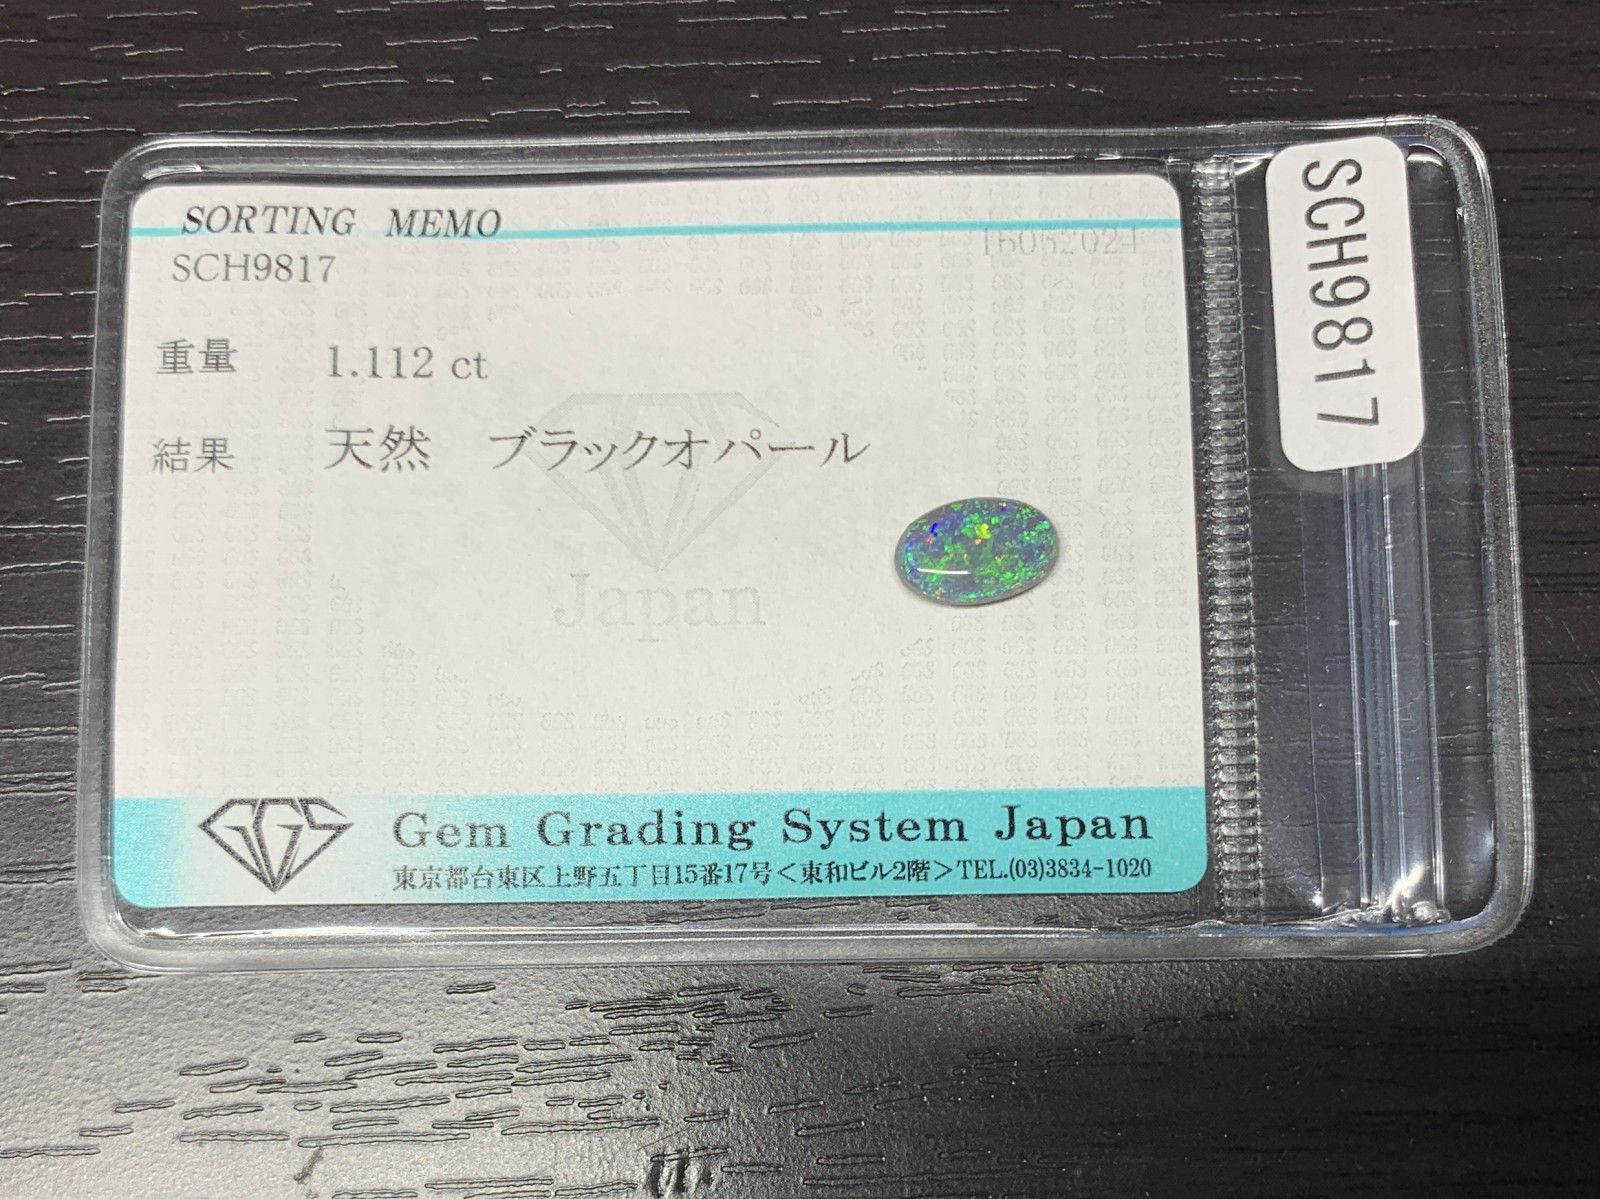 SORTING MEMO
SCH9817
重量 1.112 ct
結果 天然 ブラックオパール
Japan
GGS
Gem Grading System Japan
東京都台東区上野五丁目15番17号<東和ビル2階>TEL.(03)3834-1020
SCH9817